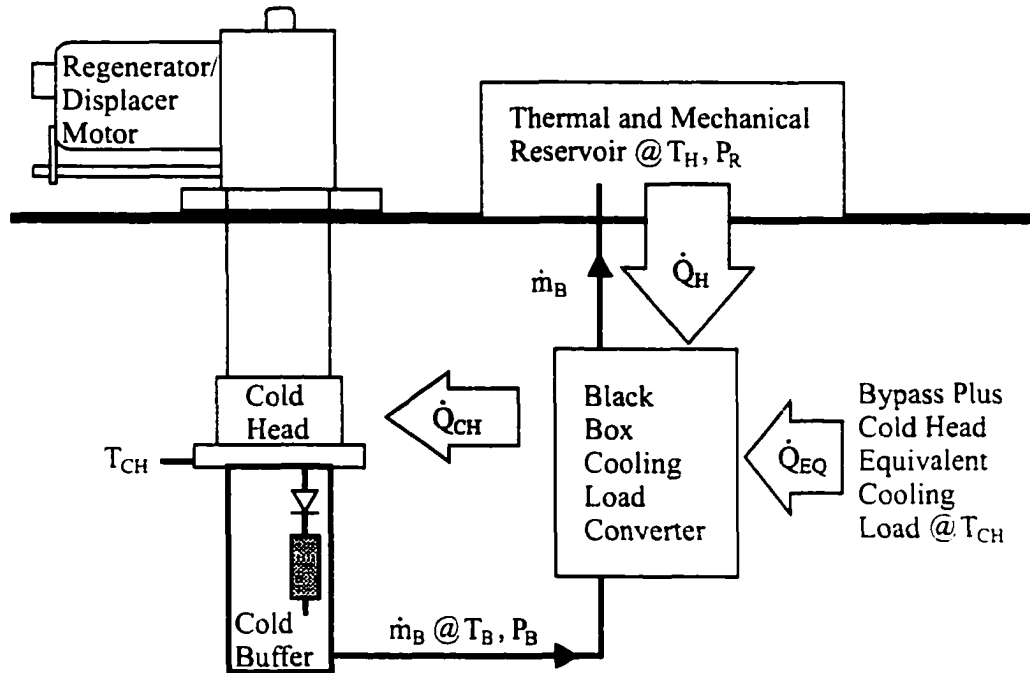 Regenerator/
Displacer
Motor
Thermal and Mechanical
Reservoir @ T_H, P_R
ṁ_B
Q̇_H
Cold
Head
Q̇_CH
T_CH
Black
Box
Cooling
Load
Converter
Q̇_EQ
Bypass Plus
Cold Head
Equivalent
Cooling
Load @ T_CH
Cold
Buffer
ṁ_B @ T_B, P_B